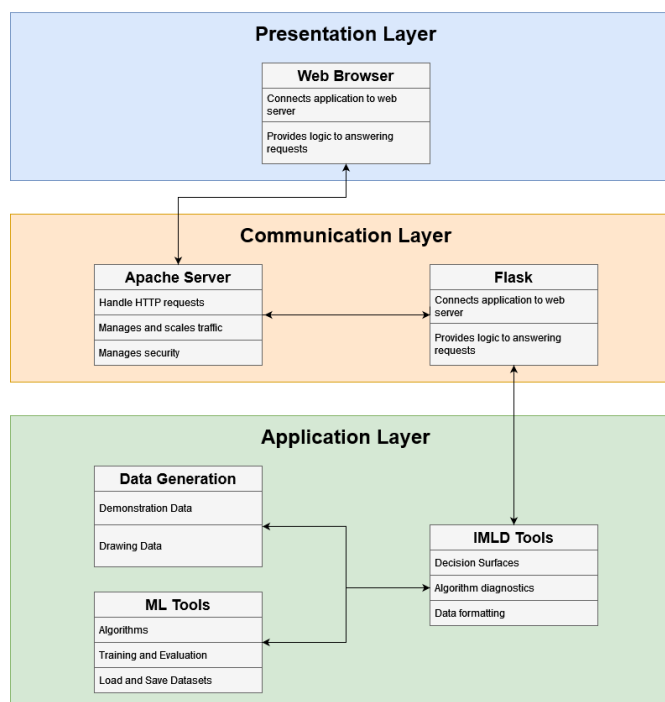 Presentation Layer
Web Browser
Connects application to web
server
Provides logic to answering
requests
Communication Layer
Apache Server
Handle HTTP requests
Manages and scales traffic
Manages security
Flask
Connects application to web
server
Provides logic to answering
requests
Application Layer
Data Generation
Demonstration Data
Drawing Data
ML Tools
Algorithms
Training and Evaluation
Load and Save Datasets
IMLD Tools
Decision Surfaces
Algorithm diagnostics
Data formatting